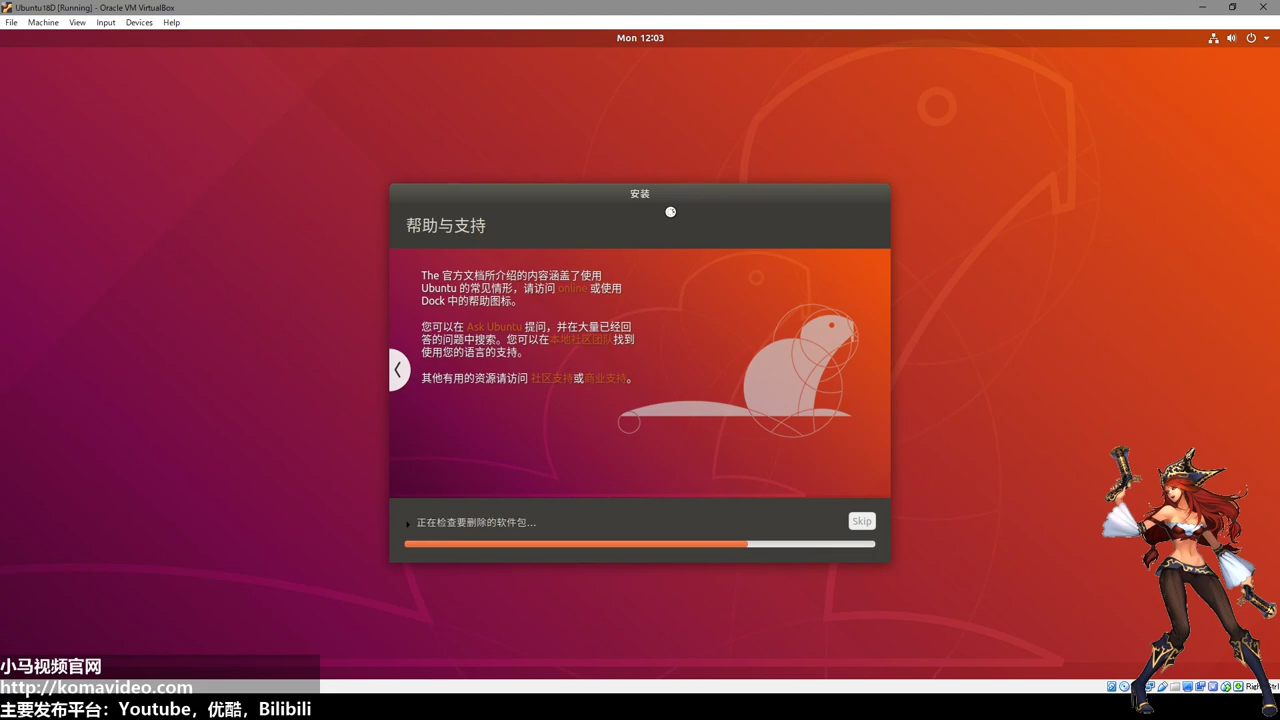 Ubuntu18D [Running] - Oracle VM VirtualBox
File Machine View Input Devices Help
Mon 12:03
安装
帮助与支持
The 官方文档所介绍的内容涵盖了使用
Ubuntu 的常见情形，请访问 online 或使用
Dock 中的帮助图标。
您可以在 Ask Ubuntu 提问，并在大量已经回
答的问题中搜索。您可以在本地社区团队找到
使用您的语言的支持。
其他有用的资源请访问 社区支持或商业支持。
正在检查要删除的软件包...
Skip
小马视频官网
http://komavideo.com
主要发布平台：Youtube，优酷，Bilibili